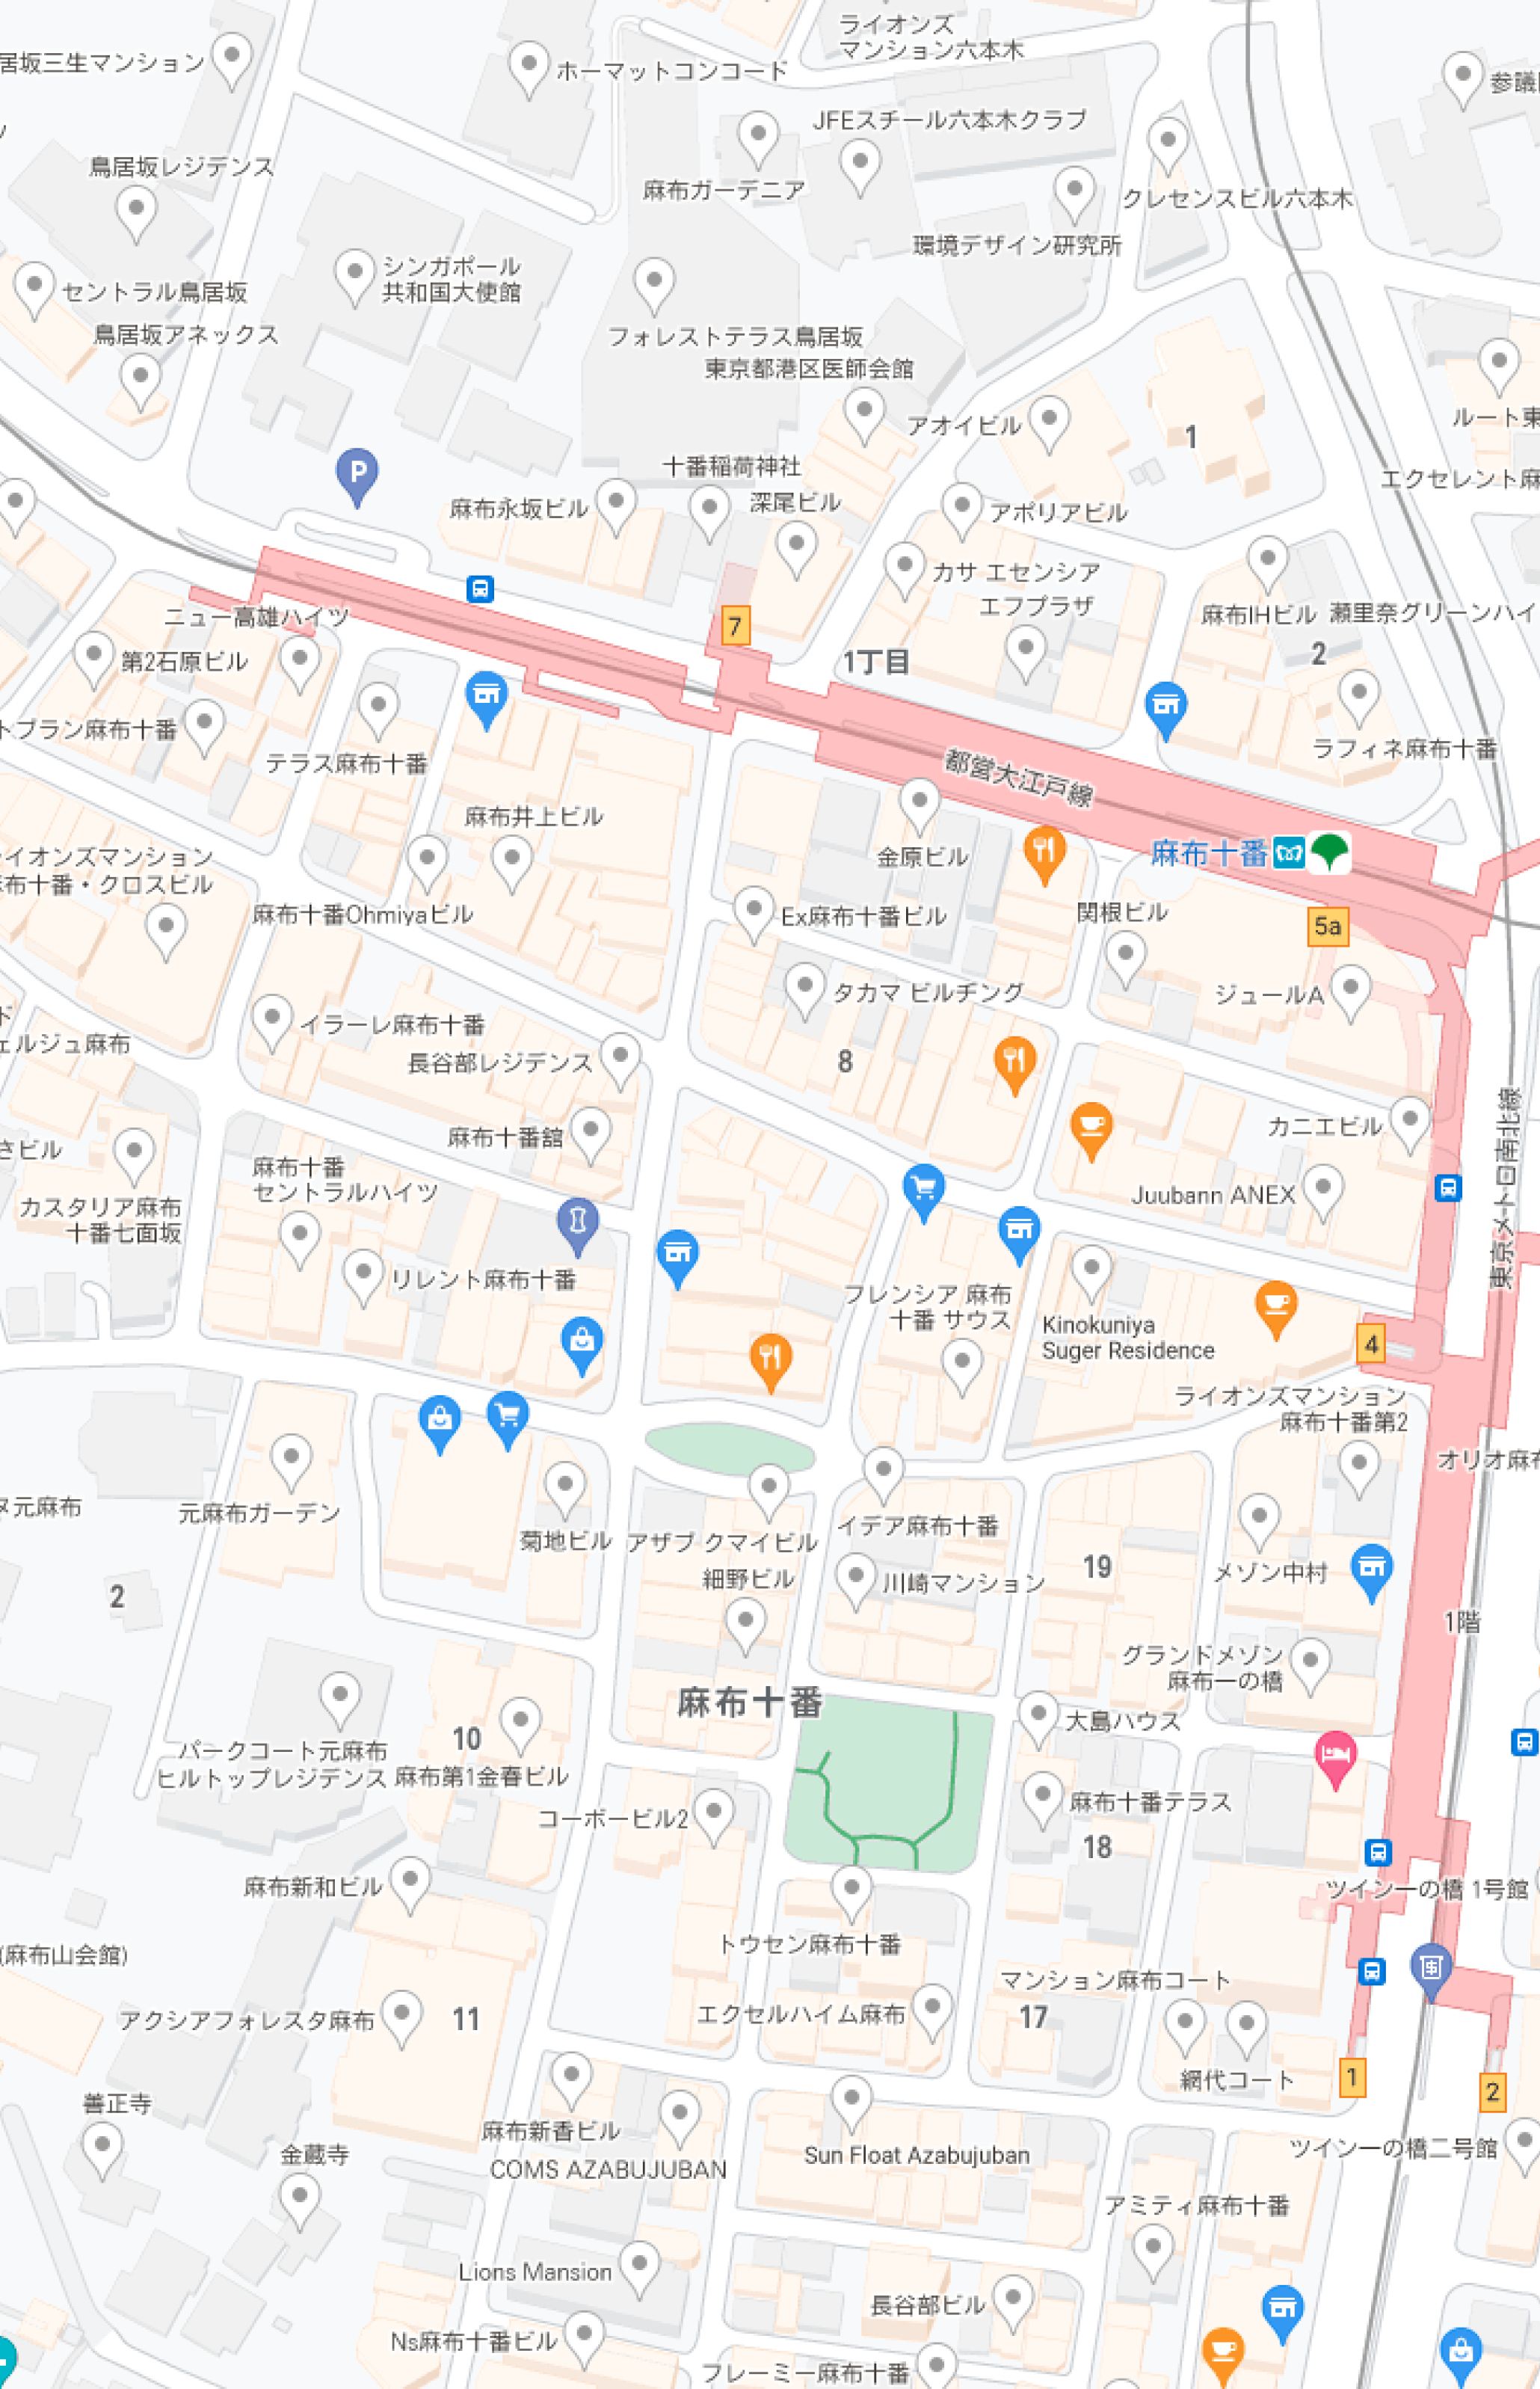 ライオンズ
マンション六本木
居坂三生マンション
ホーマットコンコード
参議
JFEスチール六本木クラブ
鳥居坂レジデンス
麻布ガーデニア
クレセンスビル六本木
環境デザイン研究所
シンガポール
共和国大使館
セントラル鳥居坂
鳥居坂アネックス
フォレストテラス鳥居坂
東京都港区医師会館
アオイビル
1
ルート東
P
十番稲荷神社
エクセレント麻
麻布永坂ビル
深尾ビル
アポリアビル
カサ エセンシア
エフプラザ
麻布IHビル
瀬里奈グリーンハイ
ニュー高雄ハイツ
7
第2石原ビル
1丁目
2
トブラン麻布十番
ラフィネ麻布十番
テラス麻布十番
都営大江戸線
麻布井上ビル
イオンズマンション
布十番・クロスビル
金原ビル
麻布十番
麻布十番Ohmiyaビル
Ex麻布十番ビル
関根ビル
5a
タカマ ビルヂング
ジュールA
イラーレ麻布十番
ェルジュ麻布
長谷部レジデンス
8
麻布十番舘
カニエビル
さビル
麻布十番
セントラルハイツ
Juubann ANEX
東京メトロ南北線
カスタリア麻布
十番七面坂
リレント麻布十番
フレンシア 麻布
十番 サウス
Kinokuniya
Suger Residence
4
ライオンズマンション
麻布十番第2
オリオ麻布
元麻布
元麻布ガーデン
菊地ビル
アザブ クマイビル
イデア麻布十番
細野ビル
川崎マンション
19
メゾン中村
2
1階
グランドメゾン
麻布一の橋
麻布十番
大島ハウス
10
パークコート元麻布
ヒルトップレジデンス
麻布第1金春ビル
コーポービル2
麻布十番テラス
18
麻布新和ビル
ツイン一の橋 1号館
(麻布山会館)
トウセン麻布十番
マンション麻布コート
アクシアフォレスタ麻布
11
エクセルハイム麻布
17
網代コート
1
2
善正寺
麻布新香ビル
金蔵寺
COMS AZABUJUBAN
Sun Float Azabujuban
ツイン一の橋二号館
アミティ麻布十番
Lions Mansion
長谷部ビル
Ns麻布十番ビル
フレーミー麻布十番